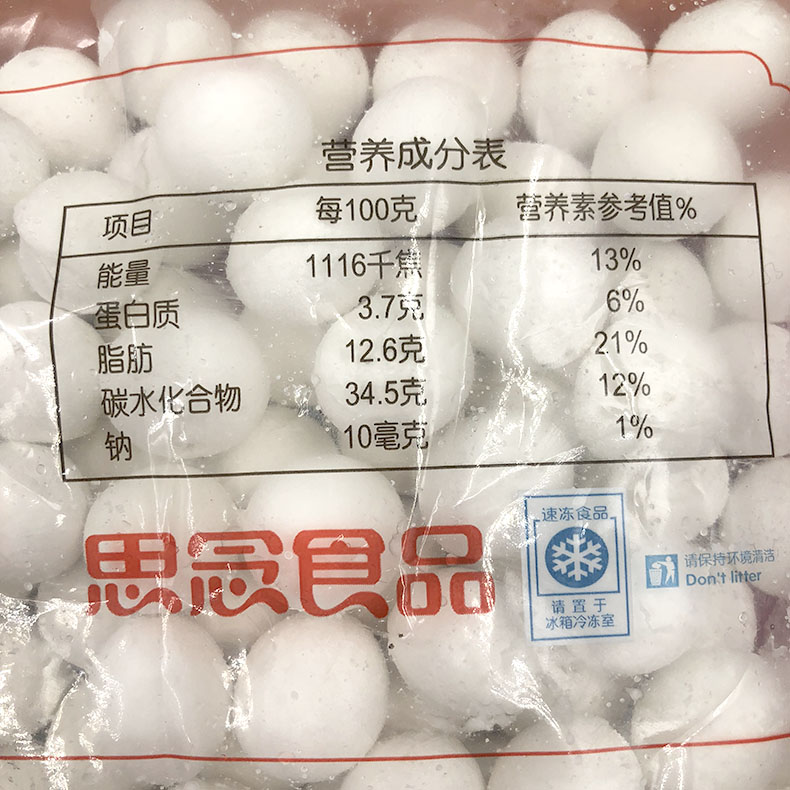 营养成分表
项目 每100克 营养素参考值%
能量 1116千焦 13%
蛋白质 3.7克 6%
脂肪 12.6克 21%
碳水化合物 34.5克 12%
钠 10毫克 1%
思念食品
速冻食品
请置于
冰箱冷冻室
请保持环境清洁
Don't litter